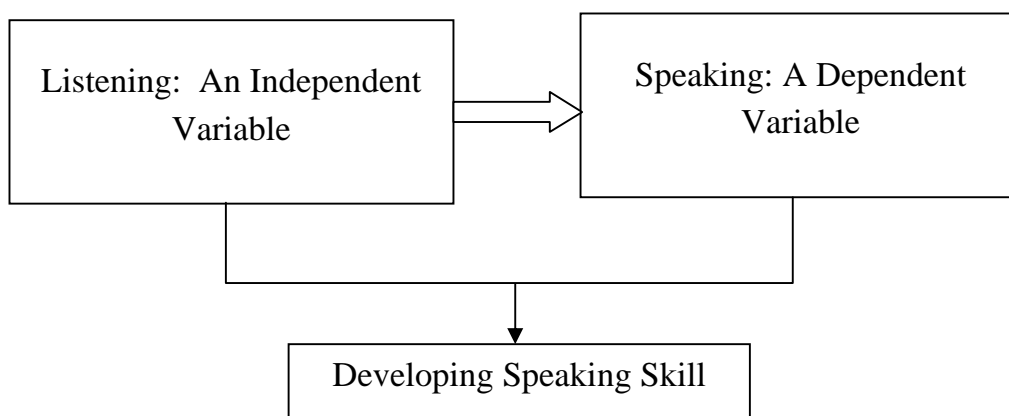 Listening:  An Independent
Variable
Speaking: A Dependent
Variable
Developing Speaking Skill